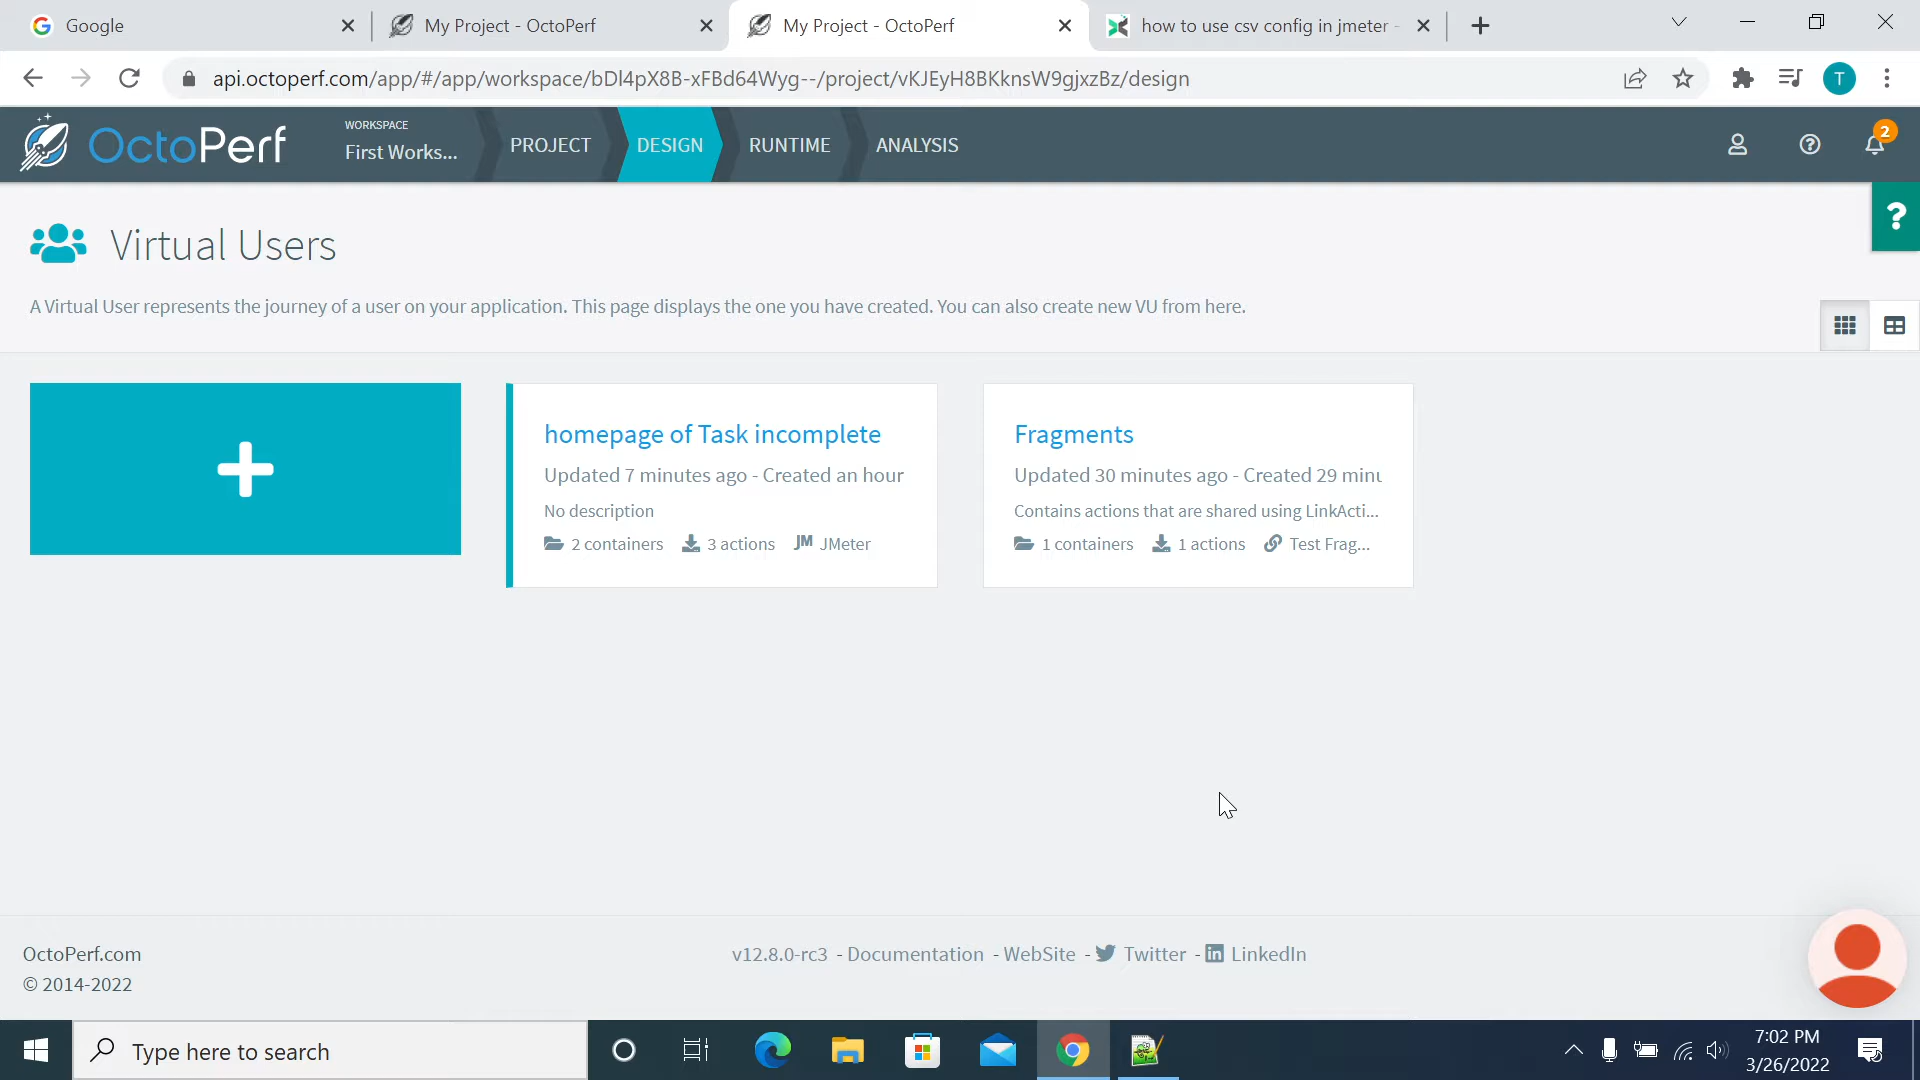 Google
My Project - OctoPerf
My Project - OctoPerf
how to use csv config in jmeter -
api.octoperf.com/app/#/app/workspace/bDl4pX8B-xFBd64Wyg--/project/vKJEyH8BKknsW9gjxzBz/design
T
OctoPerf
WORKSPACE
First Works...
PROJECT
DESIGN
RUNTIME
ANALYSIS
2
?
Virtual Users
A Virtual User represents the journey of a user on your application. This page displays the one you have created. You can also create new VU from here.
homepage of Task incomplete
Updated 7 minutes ago - Created an hour
No description
2 containers 3 actions JM JMeter
Fragments
Updated 30 minutes ago - Created 29 minu
Contains actions that are shared using LinkActi...
1 containers 1 actions Test Frag...
OctoPerf.com
© 2014-2022
v12.8.0-rc3 - Documentation - WebSite - Twitter - LinkedIn
Type here to search
7:02 PM
3/26/2022